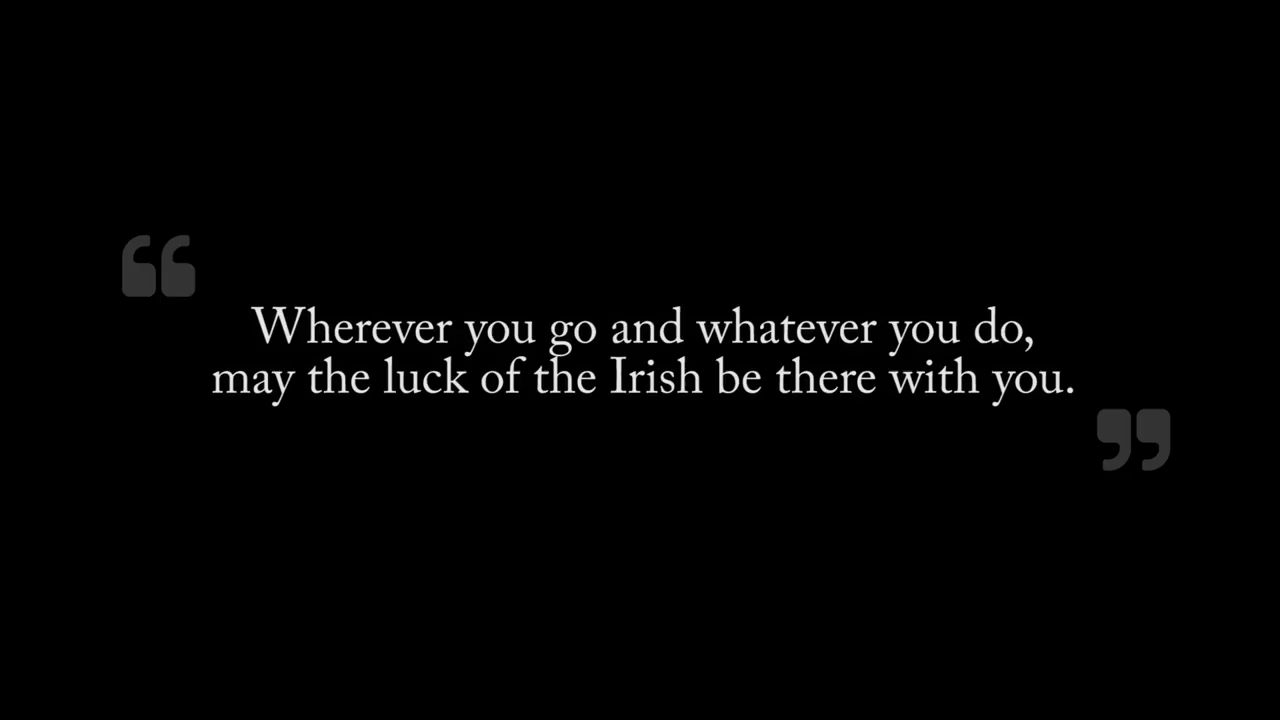 “
Wherever you go and whatever you do,
may the luck of the Irish be there with you.
”